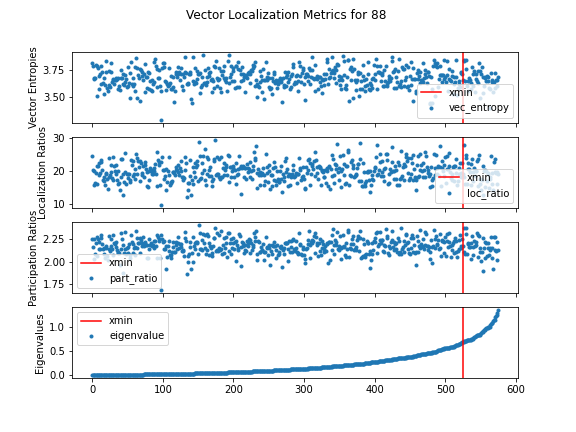 Vector Localization Metrics for 88
Vector Entropies
3.75
3.50
xmin
vec_entropy
Localization Ratios
30
20
10
xmin
loc_ratio
Participation Ratios
2.25
2.00
1.75
xmin
part_ratio
Eigenvalues
1.0
0.5
0.0
xmin
eigenvalue
0 100 200 300 400 500 600